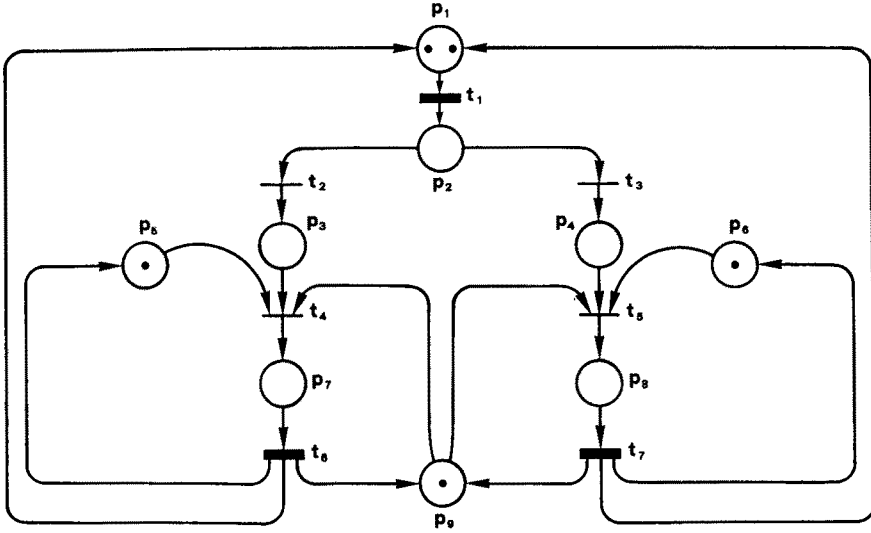 p₁
t₁
p₂
t₂
t₃
p₃
p₄
p₅
p₆
t₄
t₅
p₇
p₈
t₆
t₇
p₉